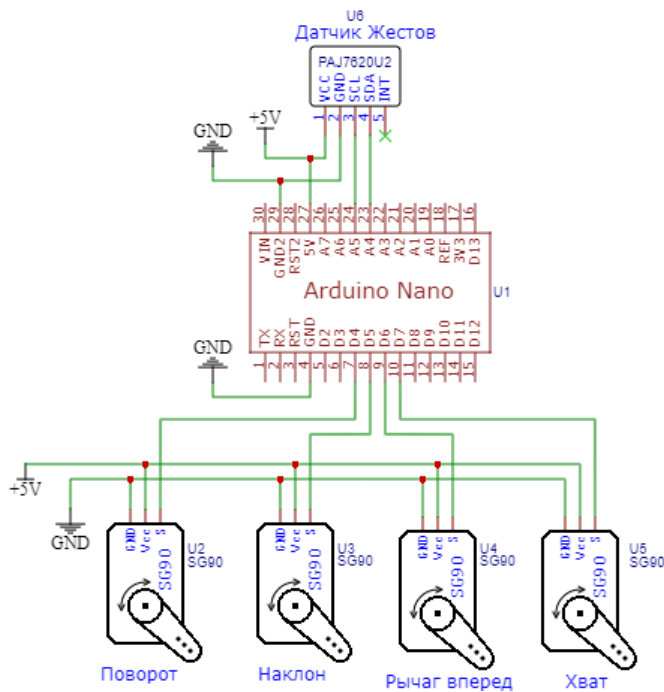 U6
Датчик Жестов
PAJ7620U2
VCC GND SCL SDA INT
1 2 3 4 5
+5V
GND
30 29 28 27 26 25 24 23 22 21 20 19 18 17 16
VIN GND2 RST2 5V A7 A6 A5 A4 A3 A2 A1 A0 REF 3V3 D13
Arduino Nano
U1
TX RX RST GND D2 D3 D4 D5 D6 D7 D8 D9 D10 D11 D12
1 2 3 4 5 6 7 8 9 10 11 12 13 14 15
GND
+5V
GND
GND Vcc S
SG90
U2
SG90
Поворот
GND Vcc S
SG90
U3
SG90
Наклон
GND Vcc S
SG90
U4
SG90
Рычаг вперед
GND Vcc S
SG90
U5
SG90
Хват